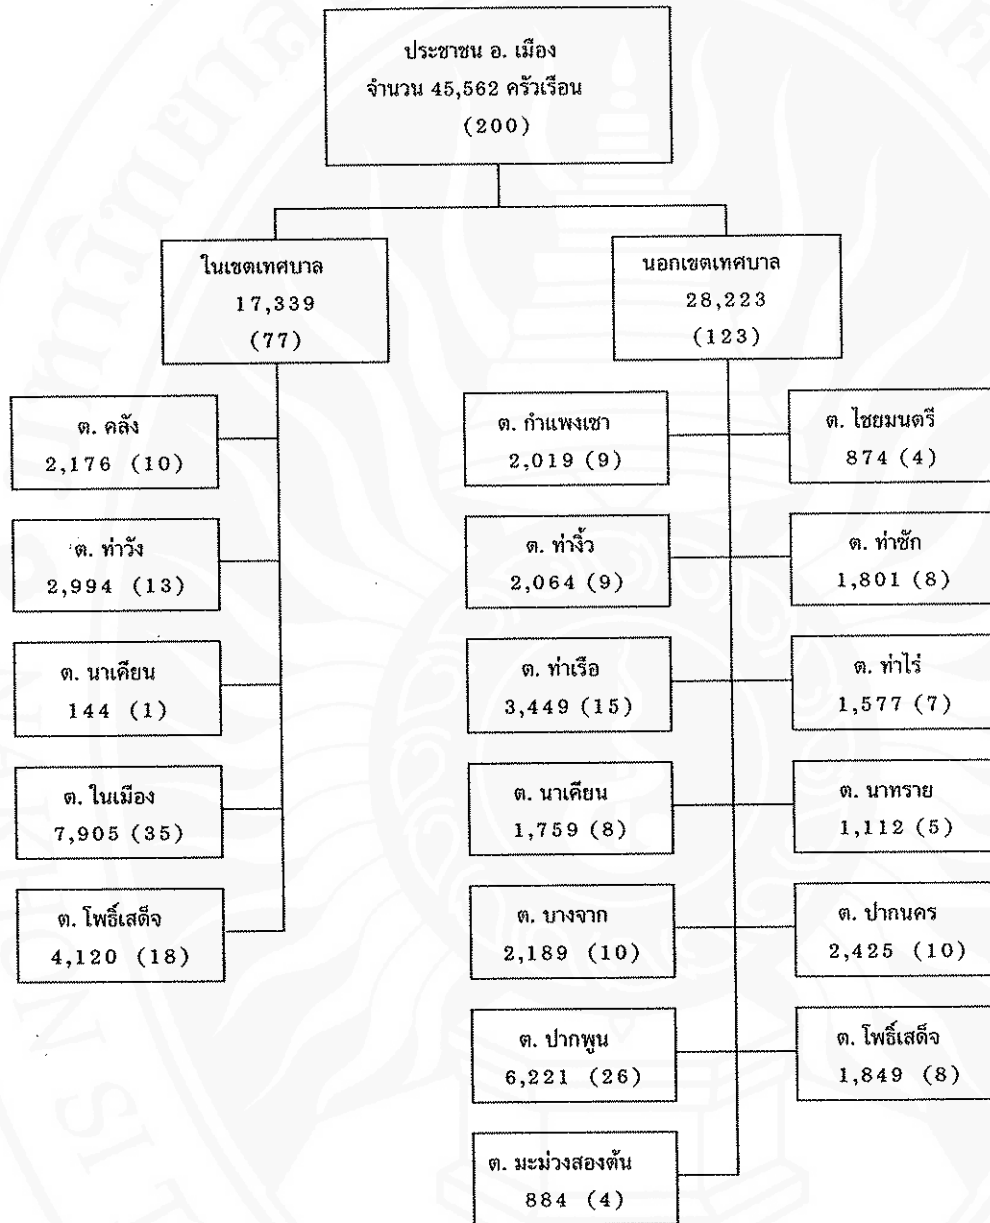 ประชาชน อ. เมือง
จำนวน 45,562 ครัวเรือน
(200)
ในเขตเทศบาล
17,339
(77)
นอกเขตเทศบาล
28,223
(123)
ต. คลัง
2,176 (10)
ต. ท่าวัง
2,994 (13)
ต. นาเคียน
144 (1)
ต. ในเมือง
7,905 (35)
ต. โพธิ์เสด็จ
4,120 (18)
ต. กำแพงเซา
2,019 (9)
ต. ไชยมนตรี
874 (4)
ต. ท่างิ้ว
2,064 (9)
ต. ท่าซัก
1,801 (8)
ต. ท่าเรือ
3,449 (15)
ต. ท่าไร่
1,577 (7)
ต. นาเคียน
1,759 (8)
ต. นาทราย
1,112 (5)
ต. บางจาก
2,189 (10)
ต. ปากนคร
2,425 (10)
ต. ปากพูน
6,221 (26)
ต. โพธิ์เสด็จ
1,849 (8)
ต. มะม่วงสองต้น
884 (4)